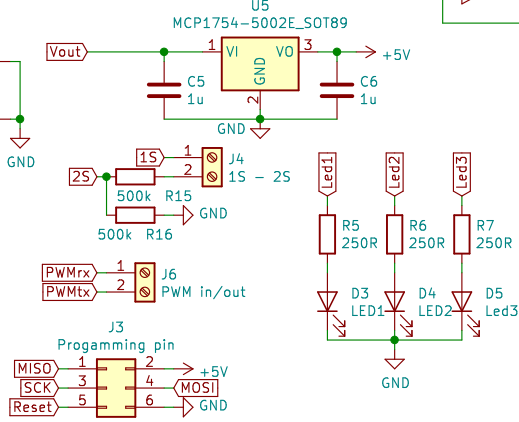 U5
MCP1754-5002E_SOT89
Vout
1
VI
VO
3
+5V
GND
2
C5
1u
C6
1u
GND
GND
1S
1
J4
2S
2
1S - 2S
500k
R15
500k
R16
GND
Led1
Led2
Led3
R5
250R
R6
250R
R7
250R
PWMrx
1
J6
PWMtx
2
PWM in/out
D3
LED1
D4
LED2
D5
Led3
GND
J3
Progamming pin
MISO
1
2
+5V
SCK
3
4
MOSI
Reset
5
6
GND